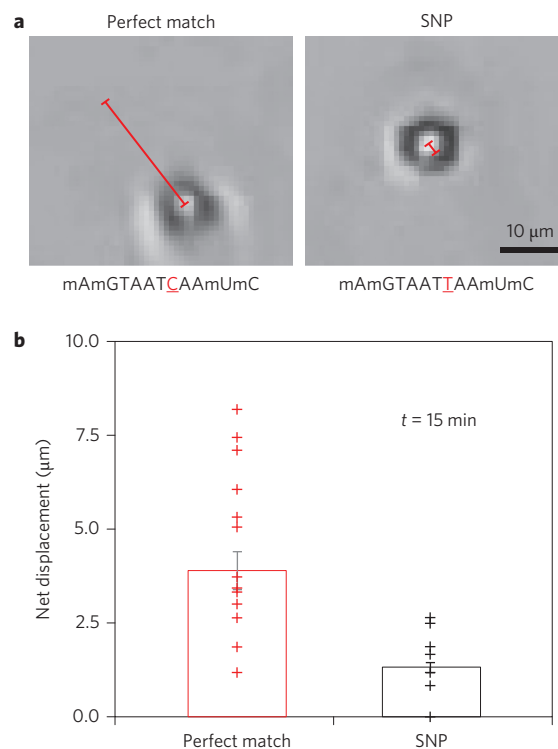 a
Perfect match
SNP
10 μm
mAmGTAATCAAmUmC
mAmGTAATTAAmUmC
b
10.0
7.5
5.0
2.5
0.0
Net displacement (μm)
t = 15 min
Perfect match
SNP